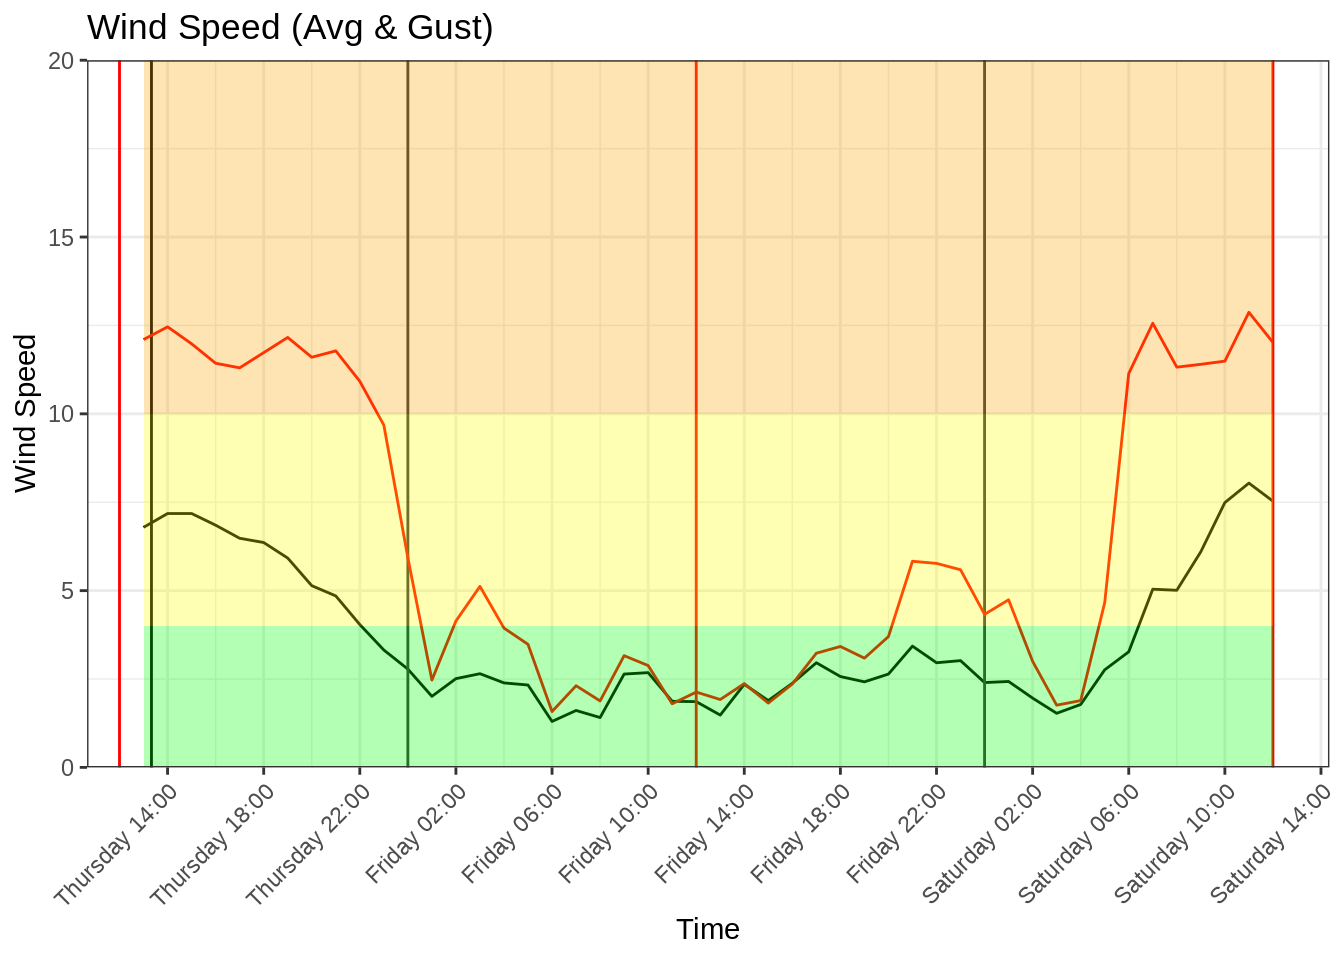 Wind Speed (Avg & Gust)
20
15
10
5
0
Wind Speed
Thursday 14:00
Thursday 18:00
Thursday 22:00
Friday 02:00
Friday 06:00
Friday 10:00
Friday 14:00
Friday 18:00
Friday 22:00
Saturday 02:00
Saturday 06:00
Saturday 10:00
Saturday 14:00
Time